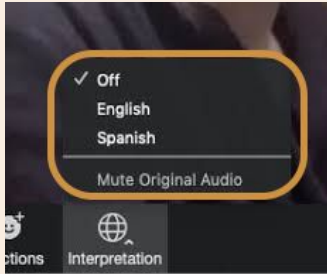 ✓ Off
English
Spanish
Mute Original Audio
ctions
Interpretation